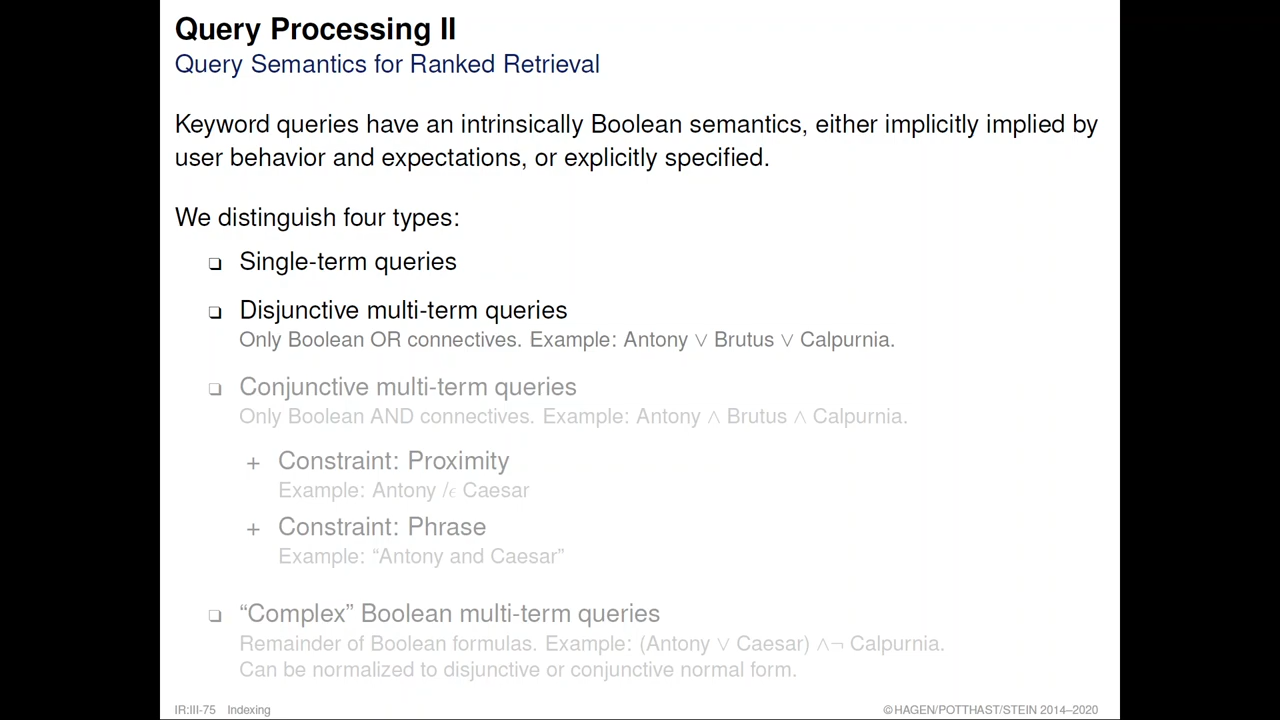 Query Processing II
Query Semantics for Ranked Retrieval
Keyword queries have an intrinsically Boolean semantics, either implicitly implied by
user behavior and expectations, or explicitly specified.
We distinguish four types:
❑ Single-term queries
❑ Disjunctive multi-term queries
Only Boolean OR connectives. Example: Antony ∨ Brutus ∨ Calpurnia.
❑ Conjunctive multi-term queries
Only Boolean AND connectives. Example: Antony ∧ Brutus ∧ Calpurnia.
+ Constraint: Proximity
Example: Antony /ϵ Caesar
+ Constraint: Phrase
Example: “Antony and Caesar”
❑ “Complex” Boolean multi-term queries
Remainder of Boolean formulas. Example: (Antony ∨ Caesar) ∧¬ Calpurnia.
Can be normalized to disjunctive or conjunctive normal form.
IR:III-75 Indexing ©HAGEN/POTTHAST/STEIN 2014–2020